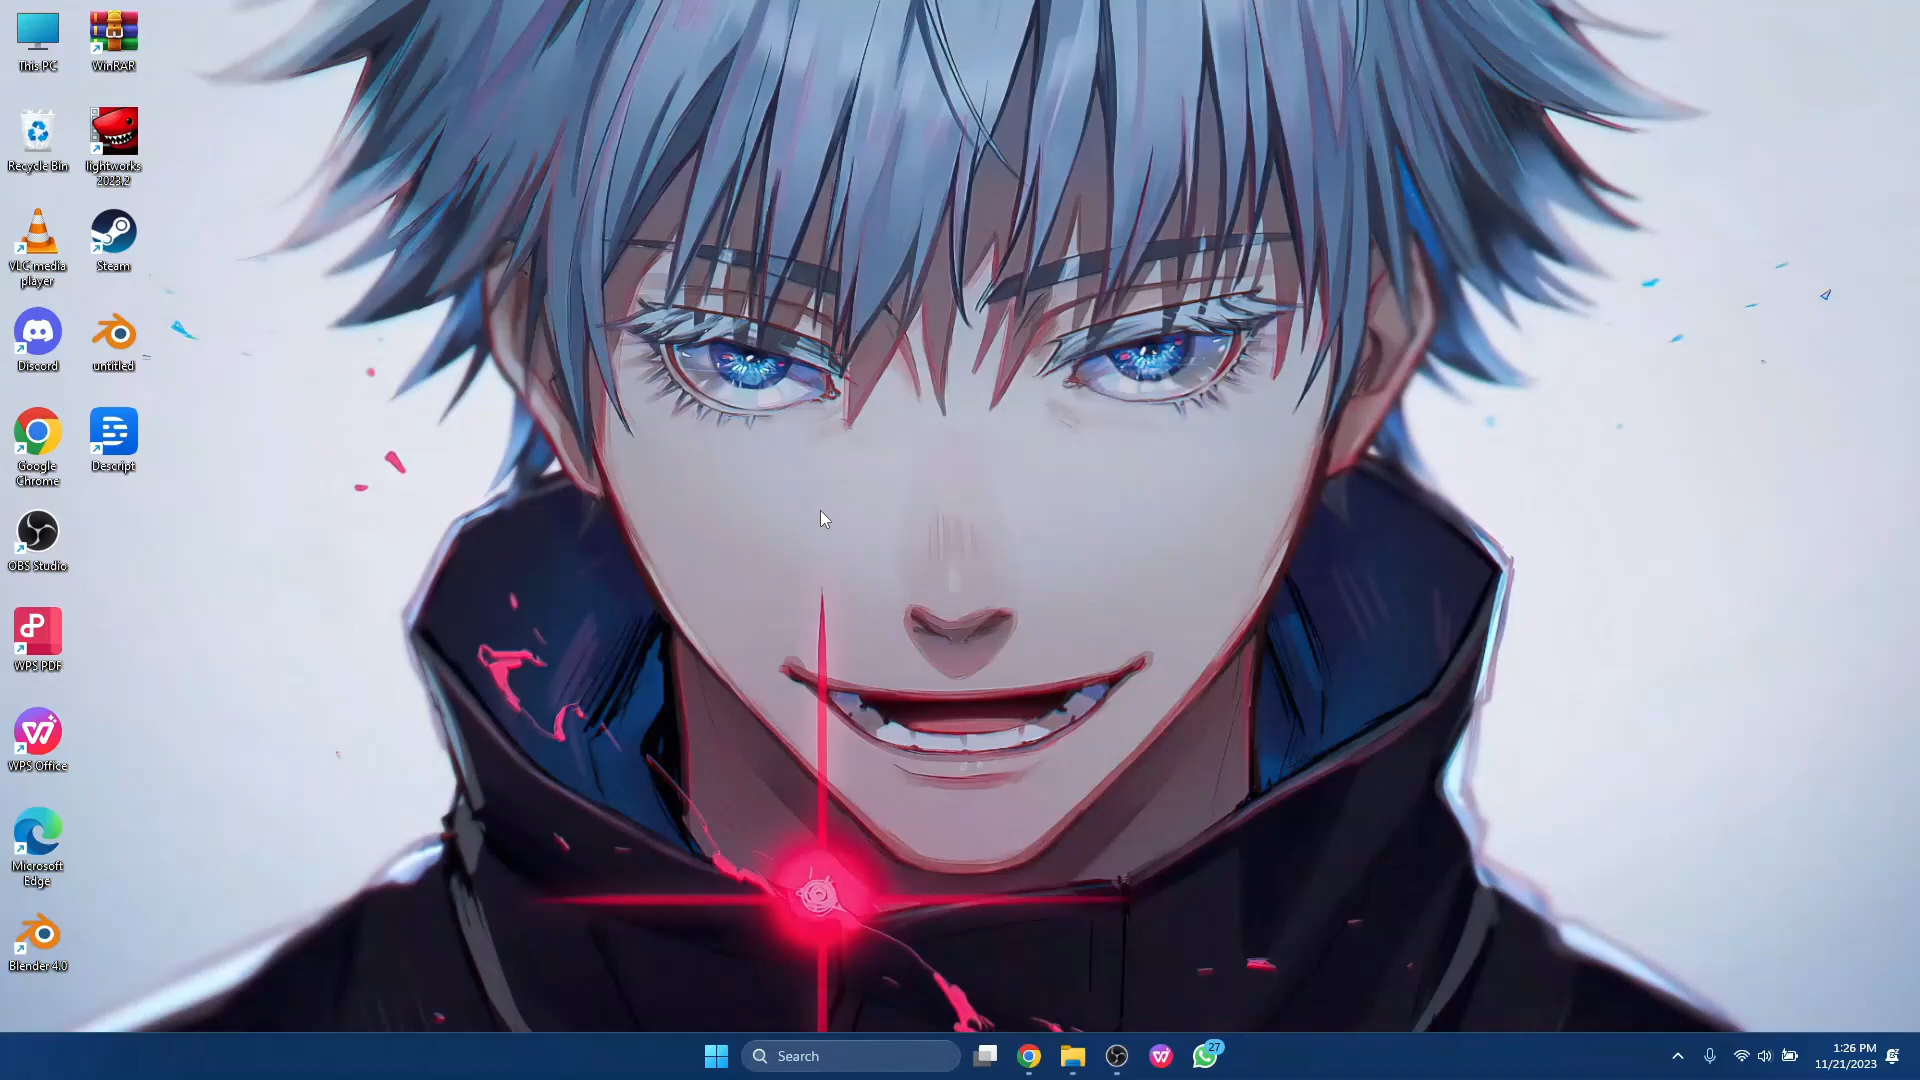 This PC
WinRAR
Recycle Bin
lightworks
2023.2
VLC media
player
Steam
Discord
untitled
Google
Chrome
Descript
OBS Studio
WPS PDF
WPS Office
Microsoft
Edge
Blender 4.0
Search
27
1:26 PM
11/21/2023